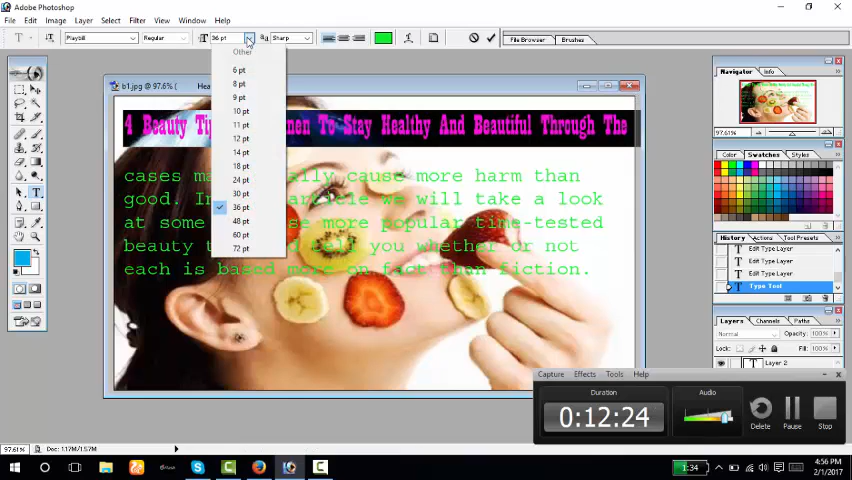 Adobe Photoshop
File Edit Image Layer Select Filter View Window Help
Playbill Regular 36 pt Sharp File Browser Brushes
Other
6 pt
8 pt
9 pt
10 pt
11 pt
12 pt
14 pt
18 pt
24 pt
30 pt
36 pt
48 pt
60 pt
72 pt
b1.jpg @ 97.6% ( Hea
4 Beauty Tip men To Stay Healthy And Beautiful Through The
cases ma ally cause more harm than
good. In article we will take a look
at some se more popular time-tested
beauty t d tell you whether or not
each is based more on fact than fiction.
Navigator Info
97.61%
Color Swatches Styles
History Actions Tool Presets
Edit Type Layer
Edit Type Layer
Edit Type Layer
Type Tool
Layers Channels Paths
Normal Opacity: 100%
Lock: Fill: 100%
T Layer 2
Capture Effects Tools Help
Duration
0:12:24
Audio
Delete Pause Stop
97.61% Doc: 1.17M/1.57M
1:34
4:56 PM
2/1/2017